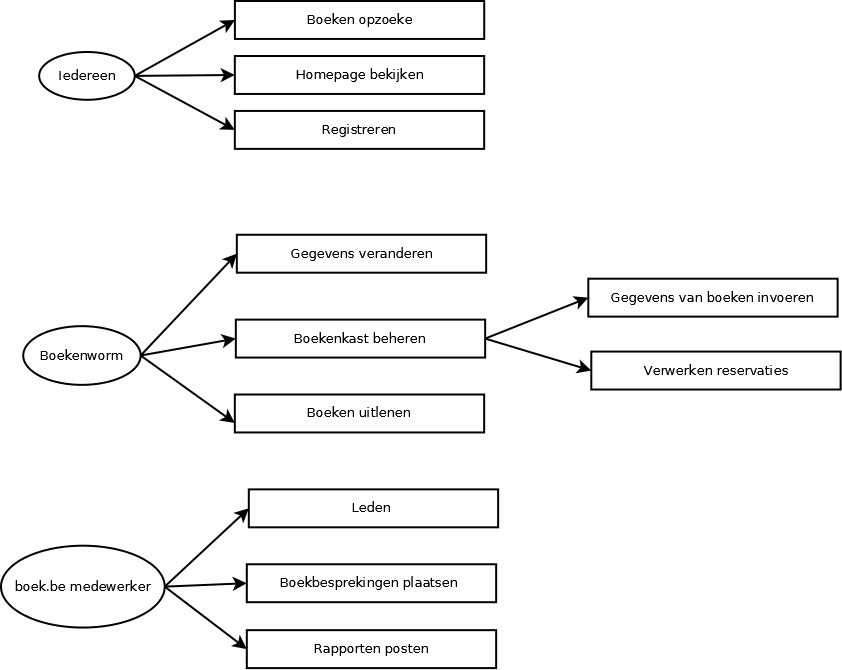 Boeken opzoeke
Iedereen
Homepage bekijken
Registreren
Gegevens veranderen
Boekenworm
Boekenkast beheren
Gegevens van boeken invoeren
Verwerken reservaties
Boeken uitlenen
Leden
boek.be medewerker
Boekbesprekingen plaatsen
Rapporten posten